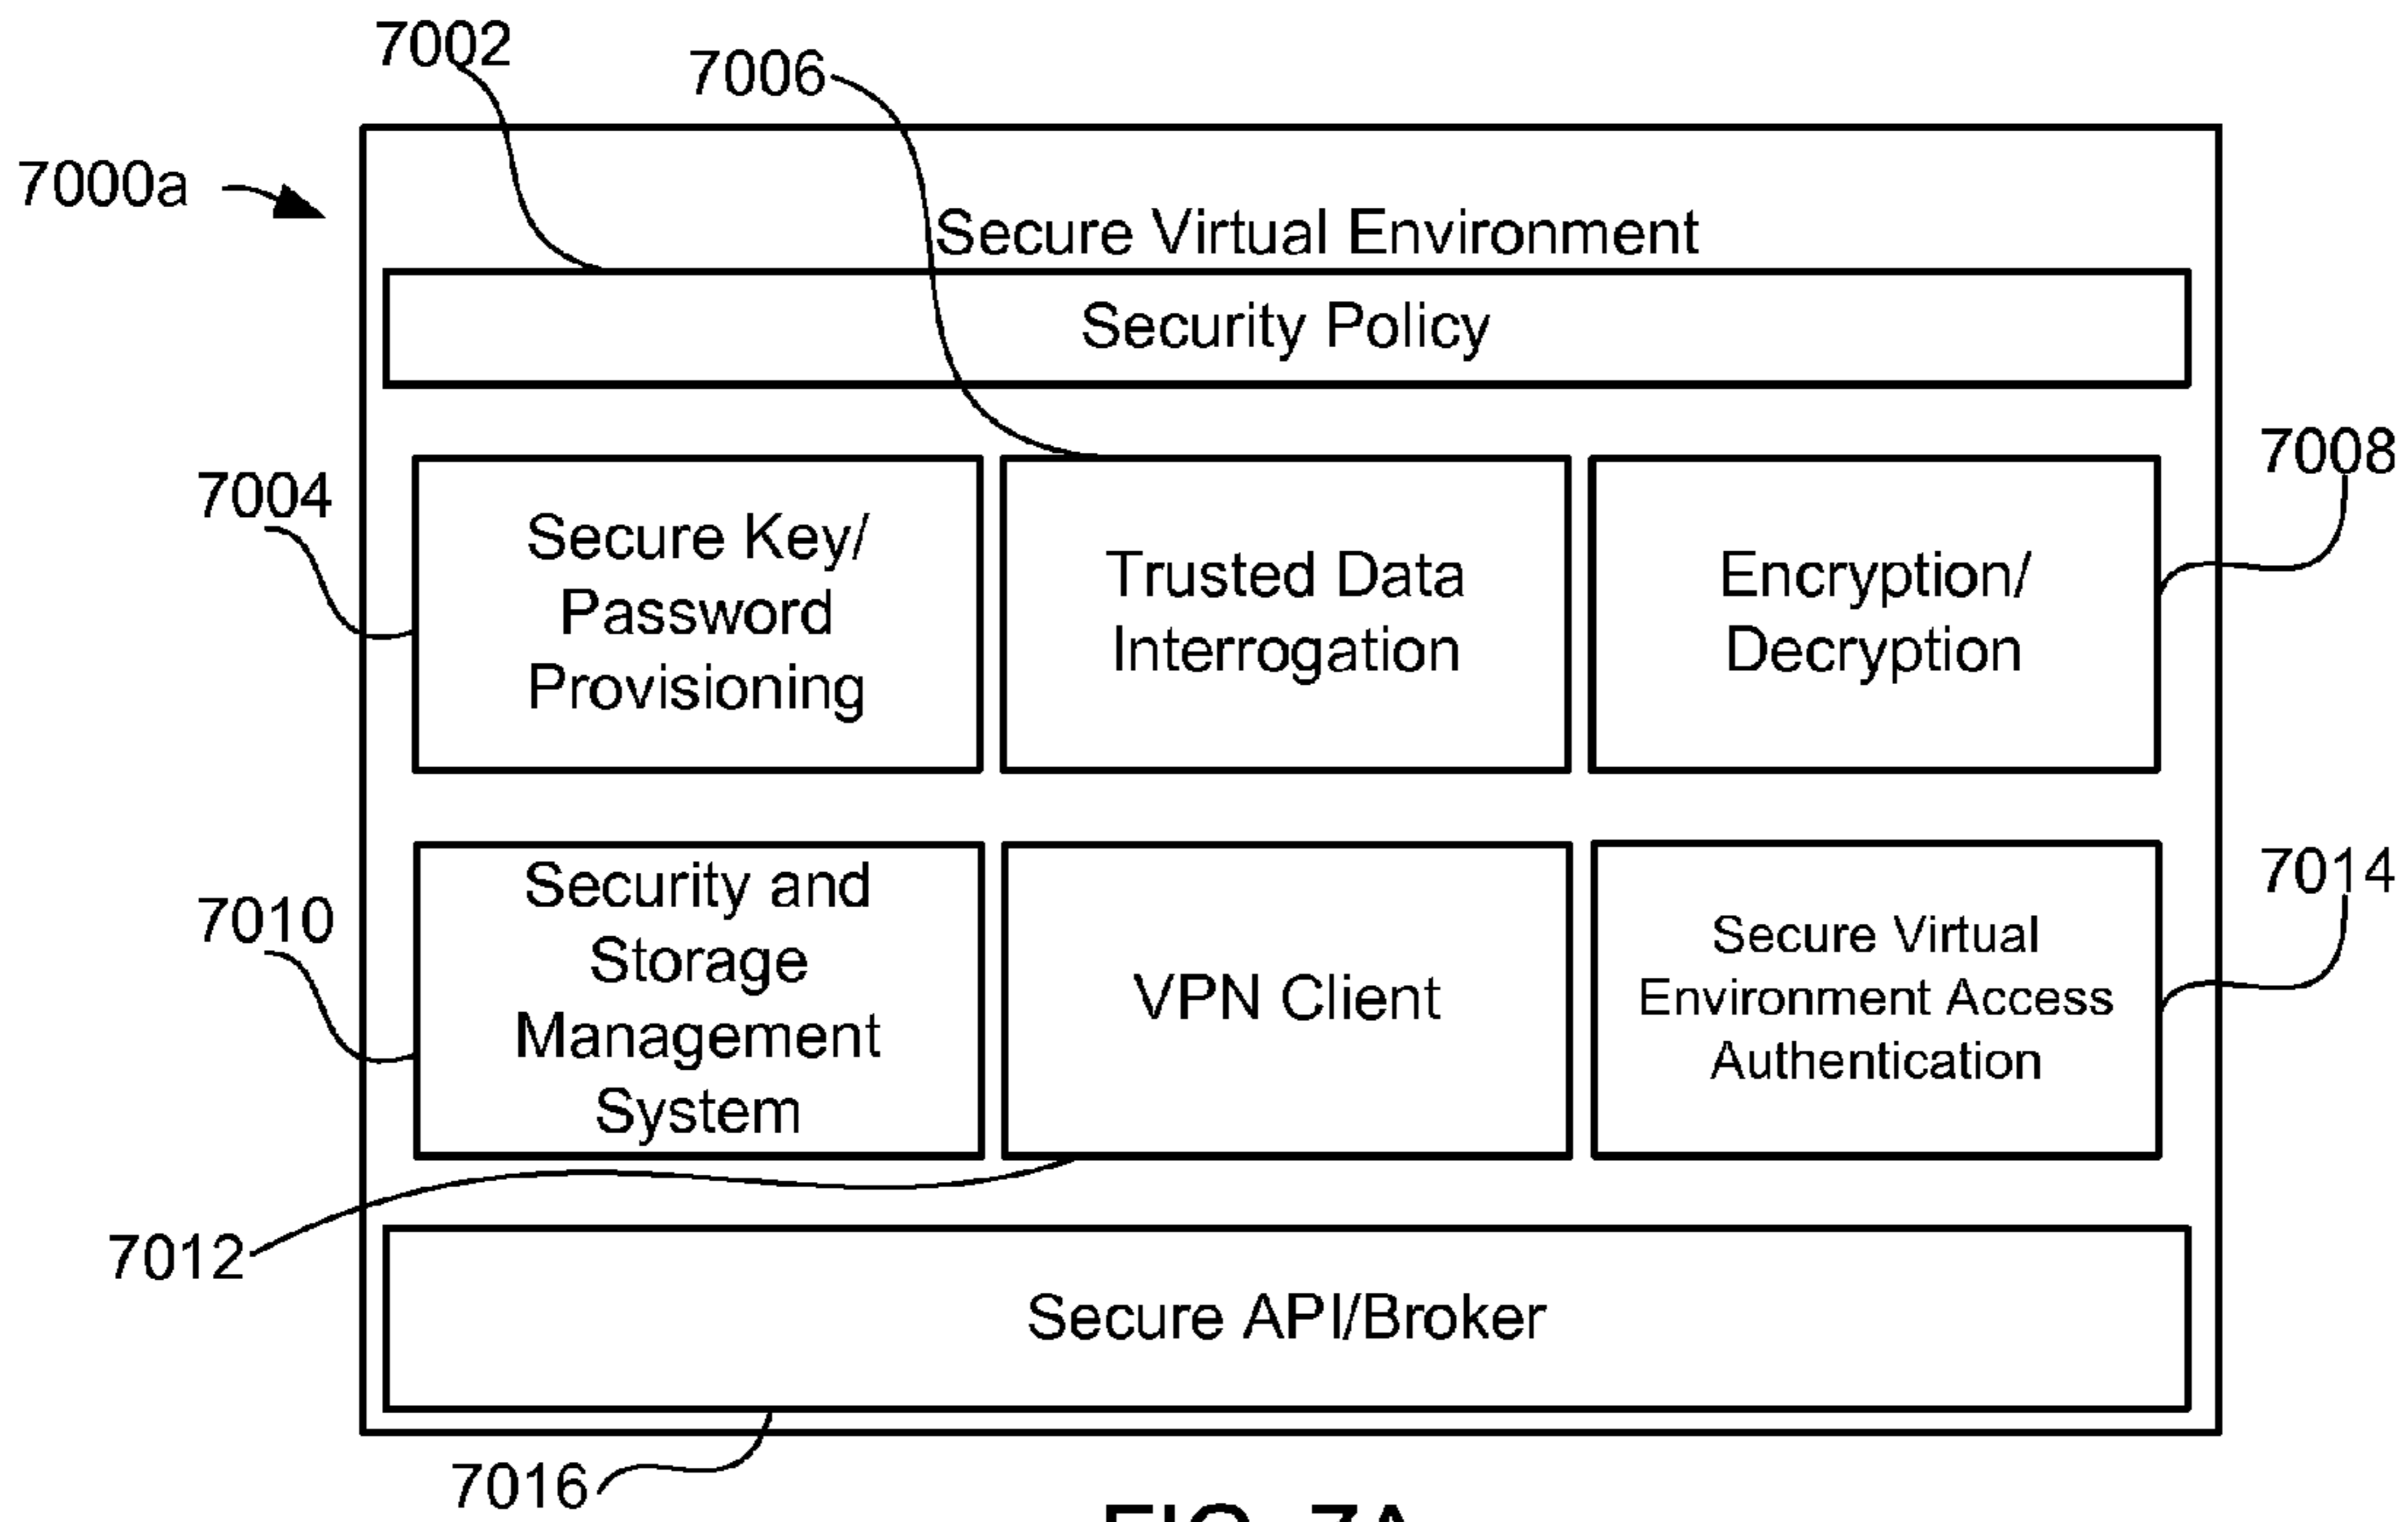 7002
7006
7000a
Secure Virtual Environment
Security Policy
7004
7008
Secure Key/
Password
Provisioning
Trusted Data
Interrogation
Encryption/
Decryption
7010
7014
Security and
Storage
Management
System
VPN Client
Secure Virtual
Environment Access
Authentication
7012
Secure API/Broker
7016
FIG. 7A